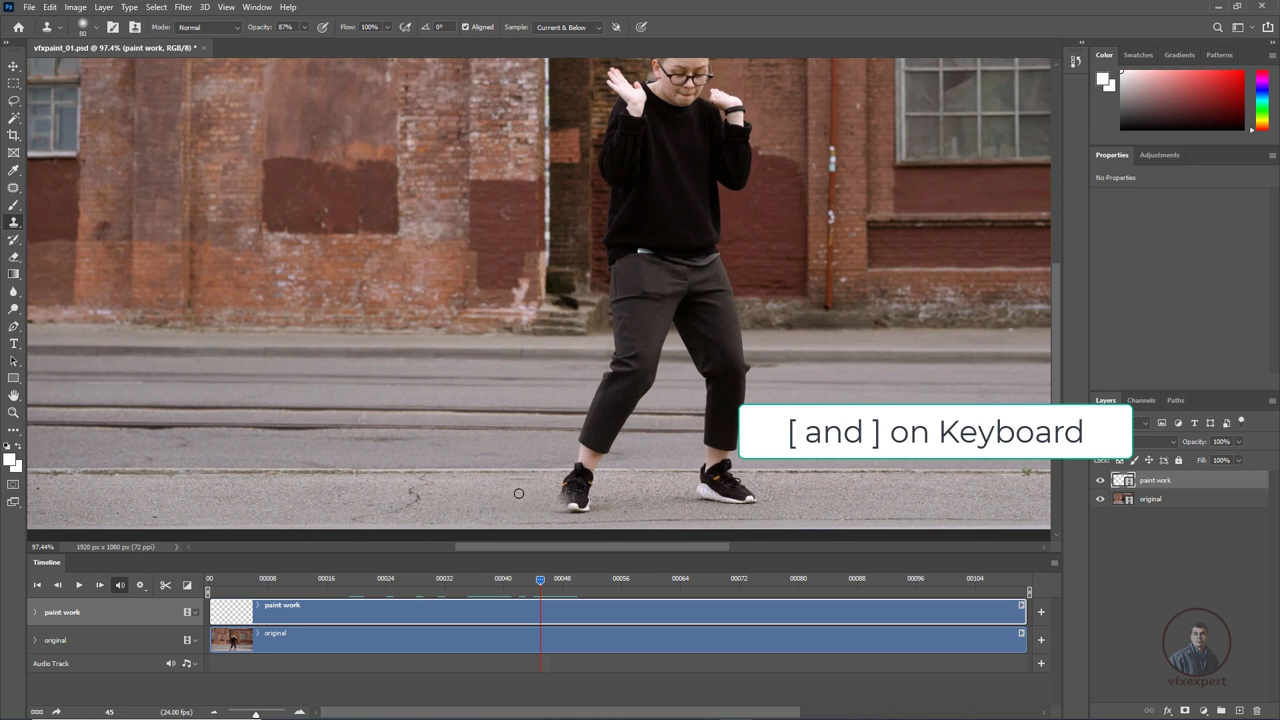 Ps File Edit Image Layer Type Select Filter 3D View Window Help
80 Mode: Normal Opacity: 87% Flow: 100% 0° Aligned Sample: Current & Below
vfxpaint_01.psd @ 97.4% (paint work, RGB/8) *
Color Swatches Gradients Patterns
Properties Adjustments
No Properties
Layers Channels Paths
[ and ] on Keyboard
Opacity: 100%
Lock: Fill: 100%
paint work
original
97.44% 1920 px x 1080 px (72 ppi)
Timeline
00 00008 00016 00024 00032 00040 00048 00056 00064 00072 00080 00088 00096 00104
paint work paint work
original original
Audio Track
vfxexpert
45 (24.00 fps)
fx